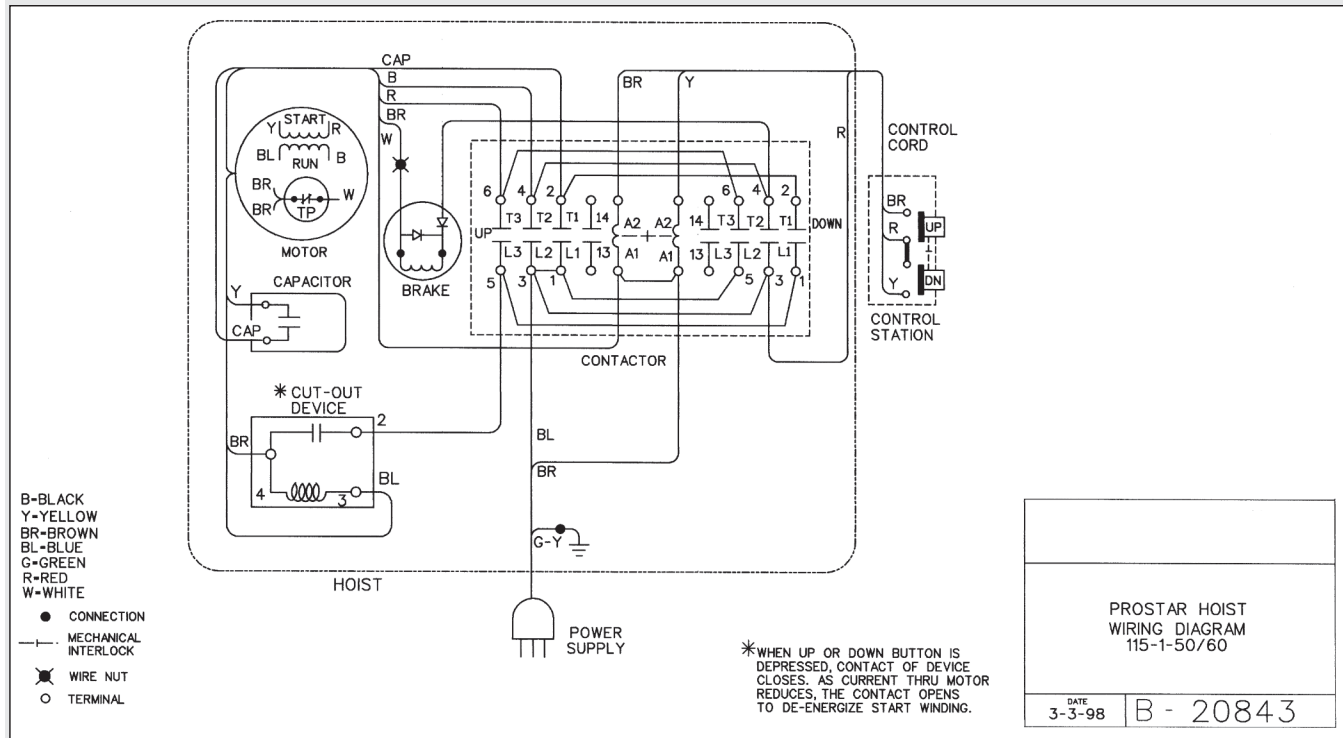 CAP
B
R
BR
W
BR
Y
R
CONTROL
CORD
START
Y
R
BL
RUN
B
BR
BR
TP
W
MOTOR
CAPACITOR
Y
CAP
BRAKE
6
4
2
UP
T3
T2
T1
14
A2
A2
14
T3
T2
T1
6
4
2
DOWN
L3
L2
L1
13
A1
A1
13
L3
L2
L1
5
3
1
5
3
1
CONTACTOR
BR
R
Y
UP
DN
CONTROL
STATION
* CUT-OUT
DEVICE
2
BR
4
3
BL
BL
BR
G-Y
HOIST
POWER
SUPPLY
B-BLACK
Y-YELLOW
BR-BROWN
BL-BLUE
G-GREEN
R-RED
W-WHITE
CONNECTION
MECHANICAL
INTERLOCK
WIRE NUT
TERMINAL
*WHEN UP OR DOWN BUTTON IS
DEPRESSED, CONTACT OF DEVICE
CLOSES. AS CURRENT THRU MOTOR
REDUCES, THE CONTACT OPENS
TO DE-ENERGIZE START WINDING.
PROSTAR HOIST
WIRING DIAGRAM
115-1-50/60
DATE
3-3-98
B - 20843